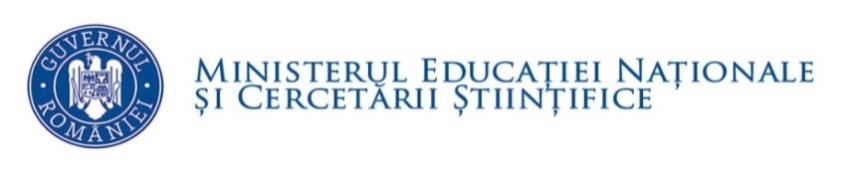 GUVERNUL
ROMÂNIEI
MINISTERUL EDUCAȚIEI NAȚIONALE
ȘI CERCETĂRII ȘTIINȚIFICE